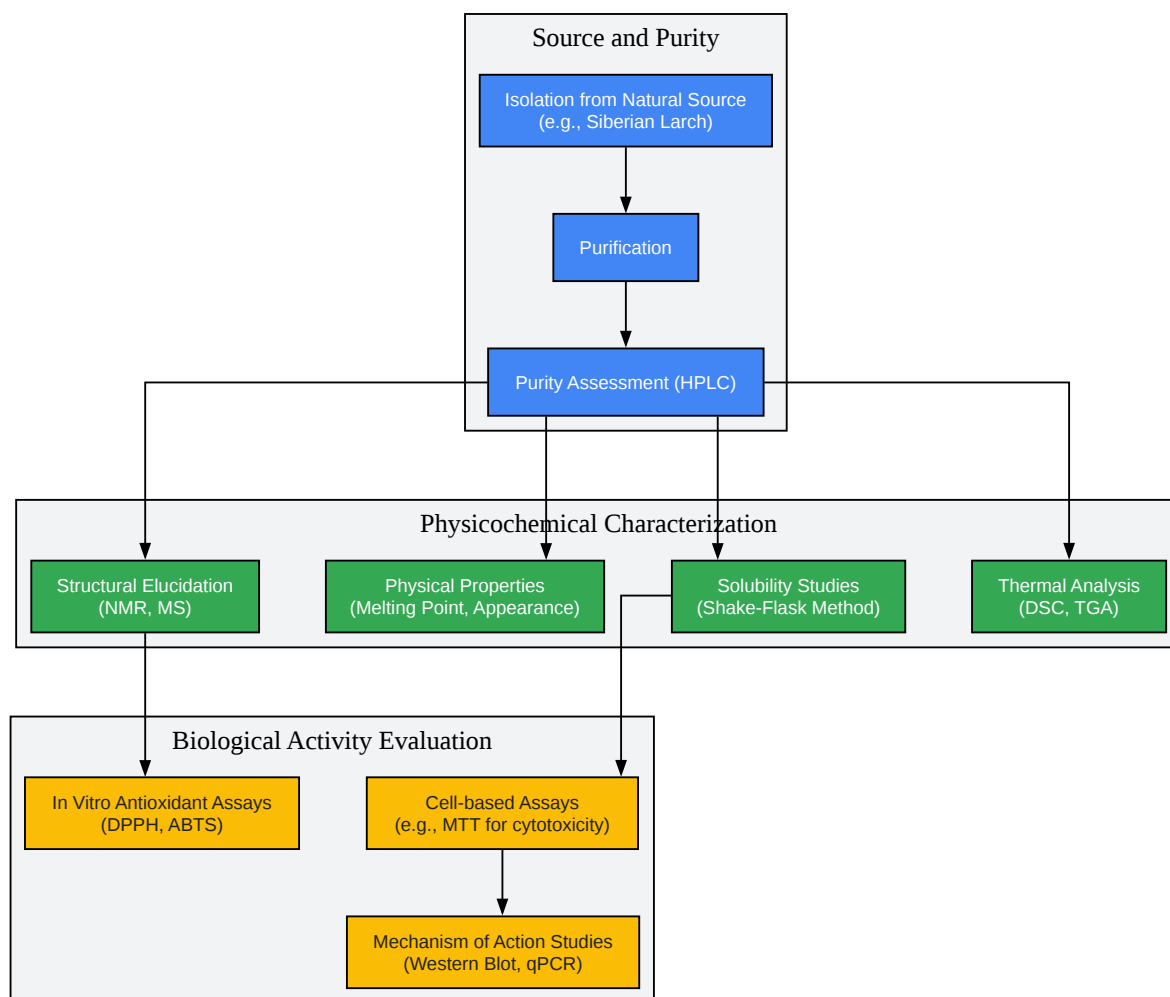 Source and Purity
Isolation from Natural Source
(e.g., Siberian Larch)
Purification
Purity Assessment (HPLC)
Physicochemical Characterization
Structural Elucidation
(NMR, MS)
Physical Properties
(Melting Point, Appearance)
Solubility Studies
(Shake-Flask Method)
Thermal Analysis
(DSC, TGA)
Biological Activity Evaluation
In Vitro Antioxidant Assays
(DPPH, ABTS)
Cell-based Assays
(e.g., MTT for cytotoxicity)
Mechanism of Action Studies
(Western Blot, qPCR)